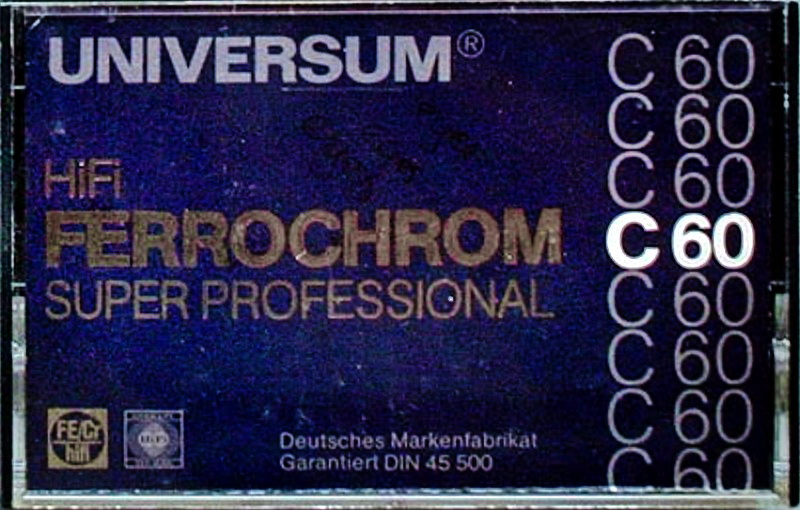 UNIVERSUM®
C 60
C 60
C 60
HiFi
FERROCHROM
C 60
SUPER PROFESSIONAL
C 60
C 60
C 60
C 60
FE/Cr
hifi
Deutsches Markenfabrikat
Garantiert DIN 45 500